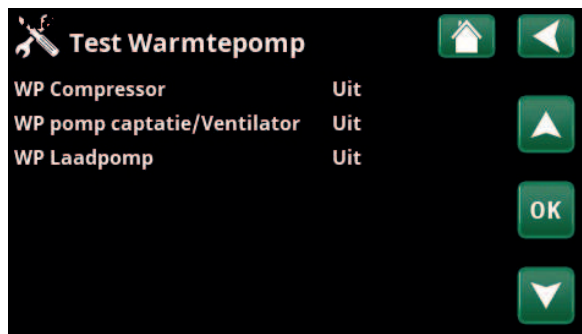 Test Warmtepomp
WP Compressor Uit
WP pomp captatie/Ventilator Uit
WP Laadpomp Uit
OK